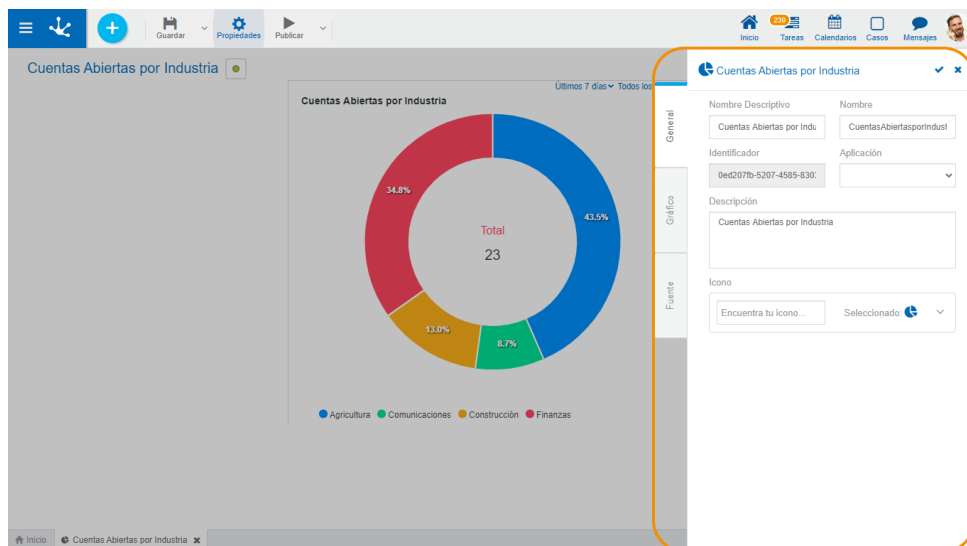 Guardar
Propiedades
Publicar
Inicio
239
Tareas
Calendarios
Casos
Mensajes
Cuentas Abiertas por Industria
Últimos 7 días
Todos los
Cuentas Abiertas por Industria
34.8%
43.5%
Total
23
13.0%
8.7%
Agricultura
Comunicaciones
Construcción
Finanzas
General
Gráfico
Fuente
Cuentas Abiertas por Industria
Nombre Descriptivo
Nombre
Cuentas Abiertas por Indu
CuentasAbiertasporIndust
Identificador
Aplicación
0ed207fb-5207-4585-830
Descripción
Cuentas Abiertas por Industria
Icono
Encuentra tu ícono...
Seleccionado:
Inicio
Cuentas Abiertas por Industria